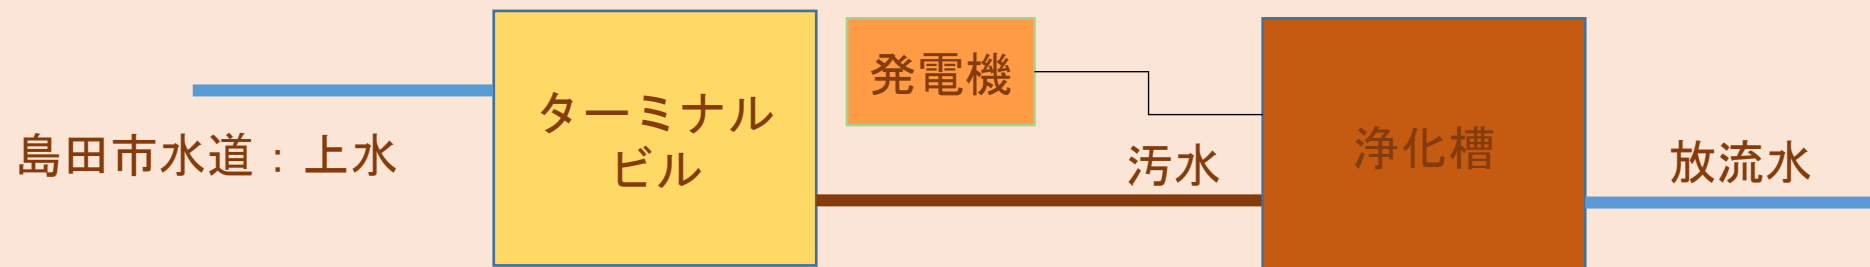 島田市水道：上水
ターミナル
ビル
発電機
汚水
浄化槽
放流水